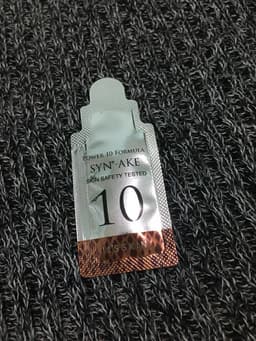 POWER 10 FORMULA
SYN®-AKE
SKIN SAFETY TESTED
10